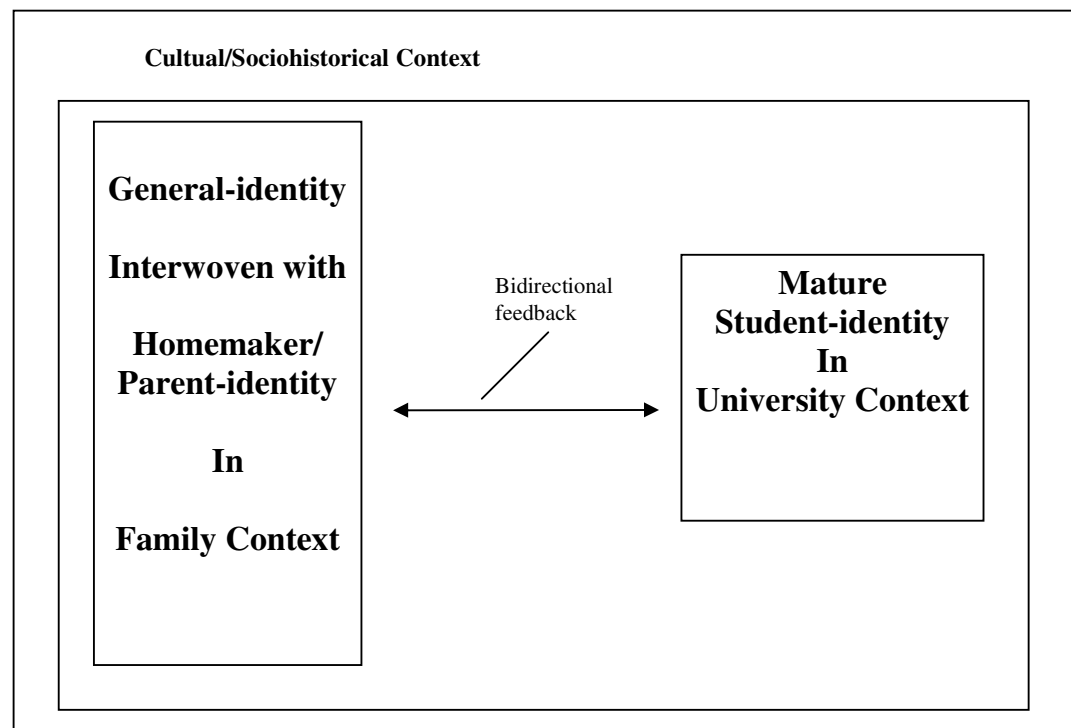 Cultual/Sociohistorical Context
General-identity
Interwoven with
Homemaker/
Parent-identity
In
Family Context
Bidirectional
feedback
Mature
Student-identity
In
University Context